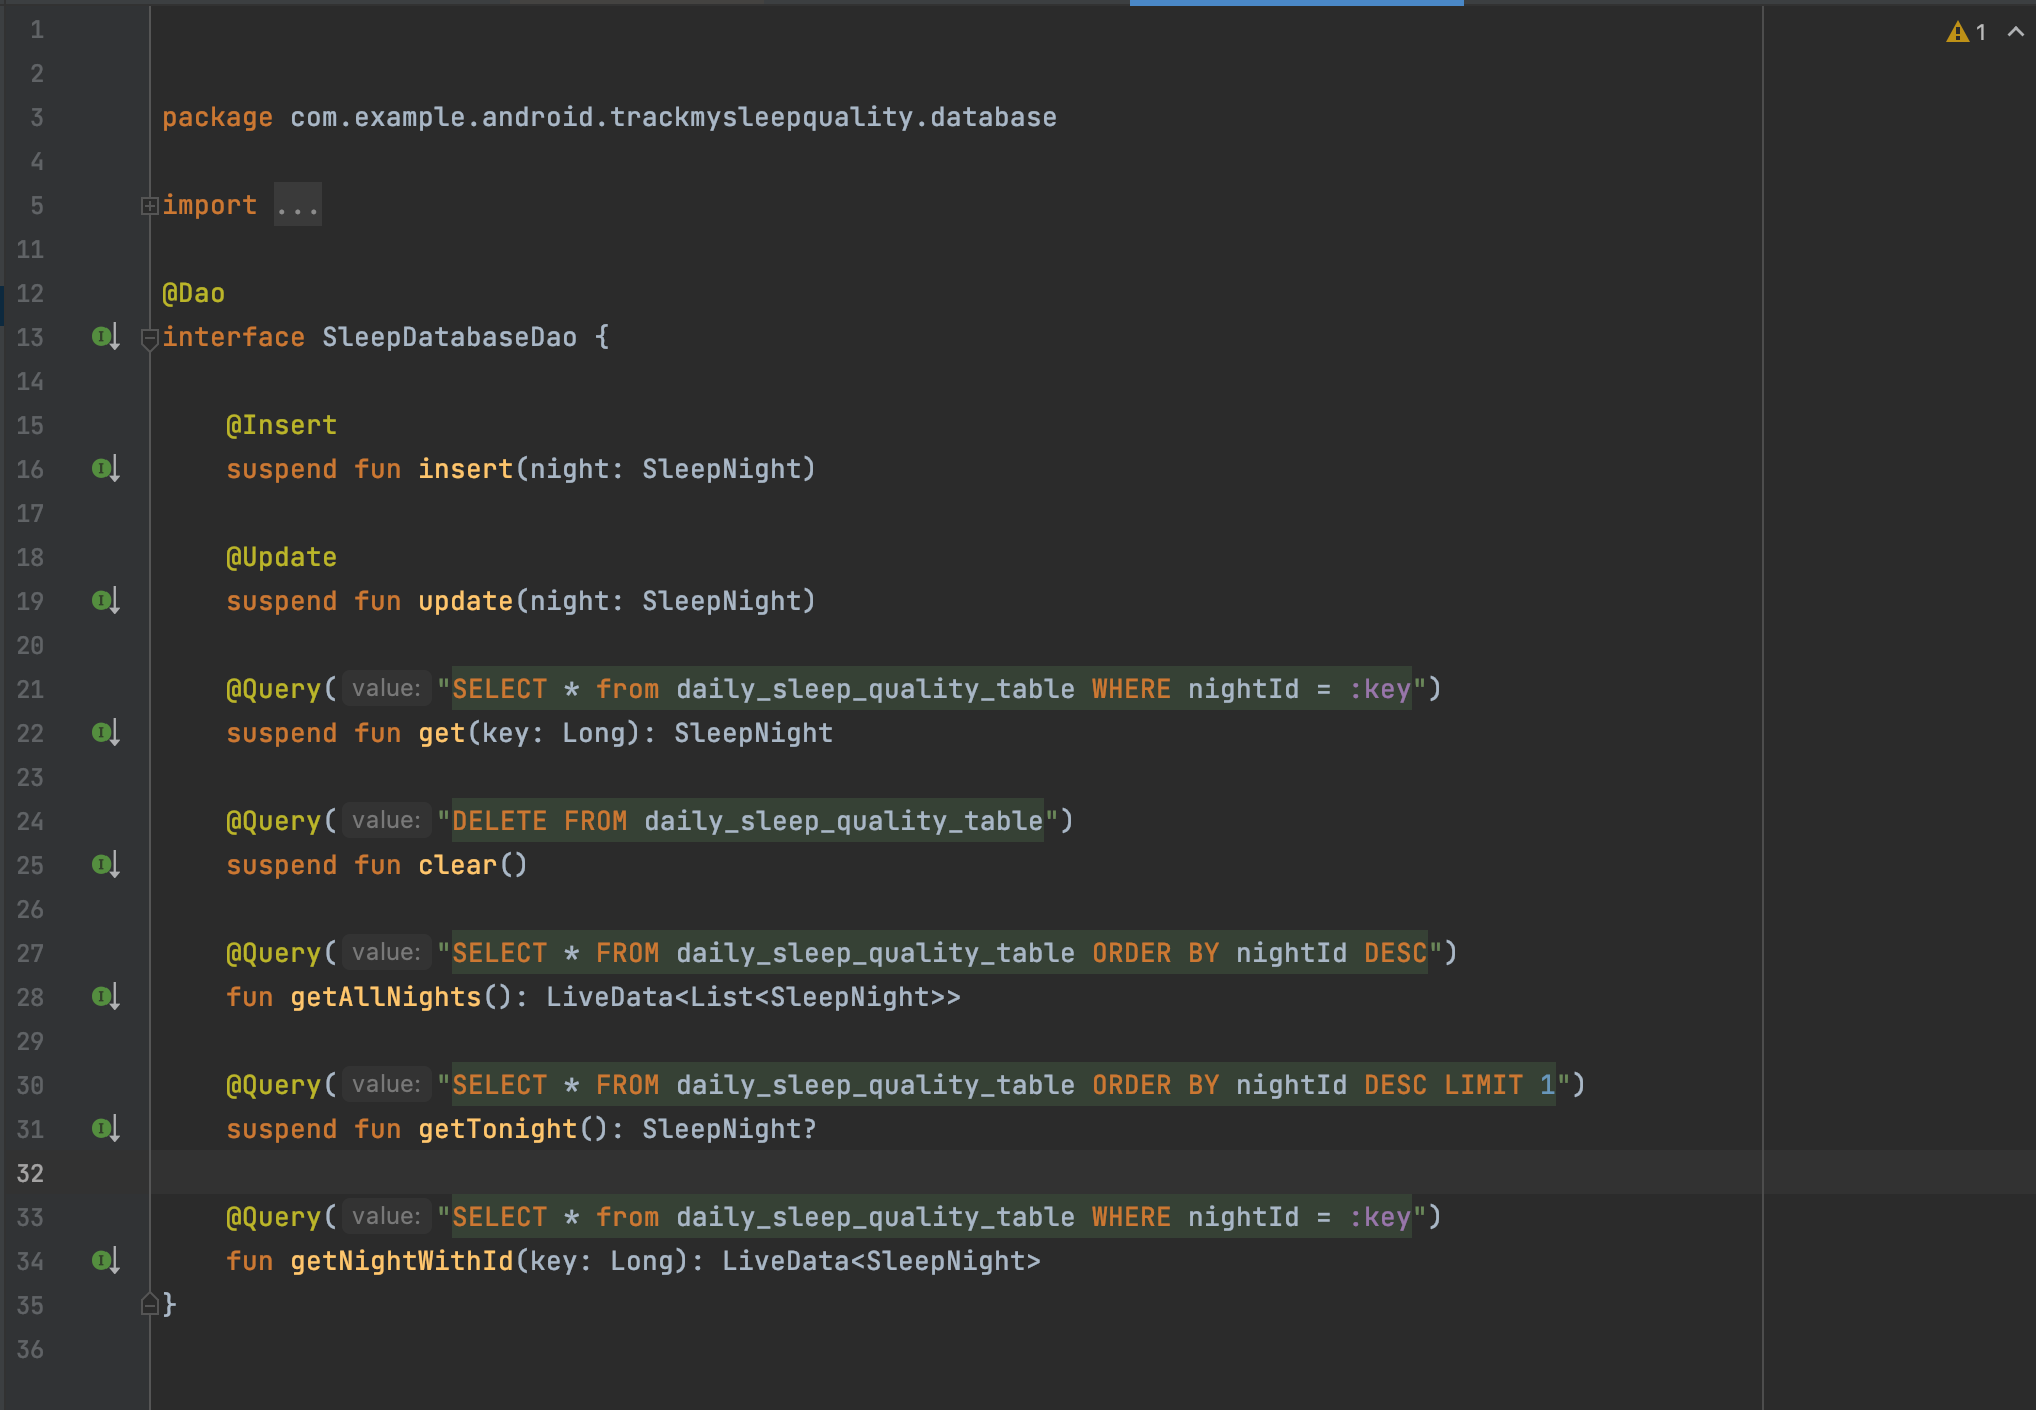 ⚠ 1
1
2
3 package com.example.android.trackmysleepquality.database
4
5 import ...
11
12 @Dao
13 interface SleepDatabaseDao {
14
15 @Insert
16 suspend fun insert(night: SleepNight)
17
18 @Update
19 suspend fun update(night: SleepNight)
20
21 @Query( value: "SELECT * from daily_sleep_quality_table WHERE nightId = :key")
22 suspend fun get(key: Long): SleepNight
23
24 @Query( value: "DELETE FROM daily_sleep_quality_table")
25 suspend fun clear()
26
27 @Query( value: "SELECT * FROM daily_sleep_quality_table ORDER BY nightId DESC")
28 fun getAllNights(): LiveData<List<SleepNight>>
29
30 @Query( value: "SELECT * FROM daily_sleep_quality_table ORDER BY nightId DESC LIMIT 1")
31 suspend fun getTonight(): SleepNight?
32
33 @Query( value: "SELECT * from daily_sleep_quality_table WHERE nightId = :key")
34 fun getNightWithId(key: Long): LiveData<SleepNight>
35 }
36